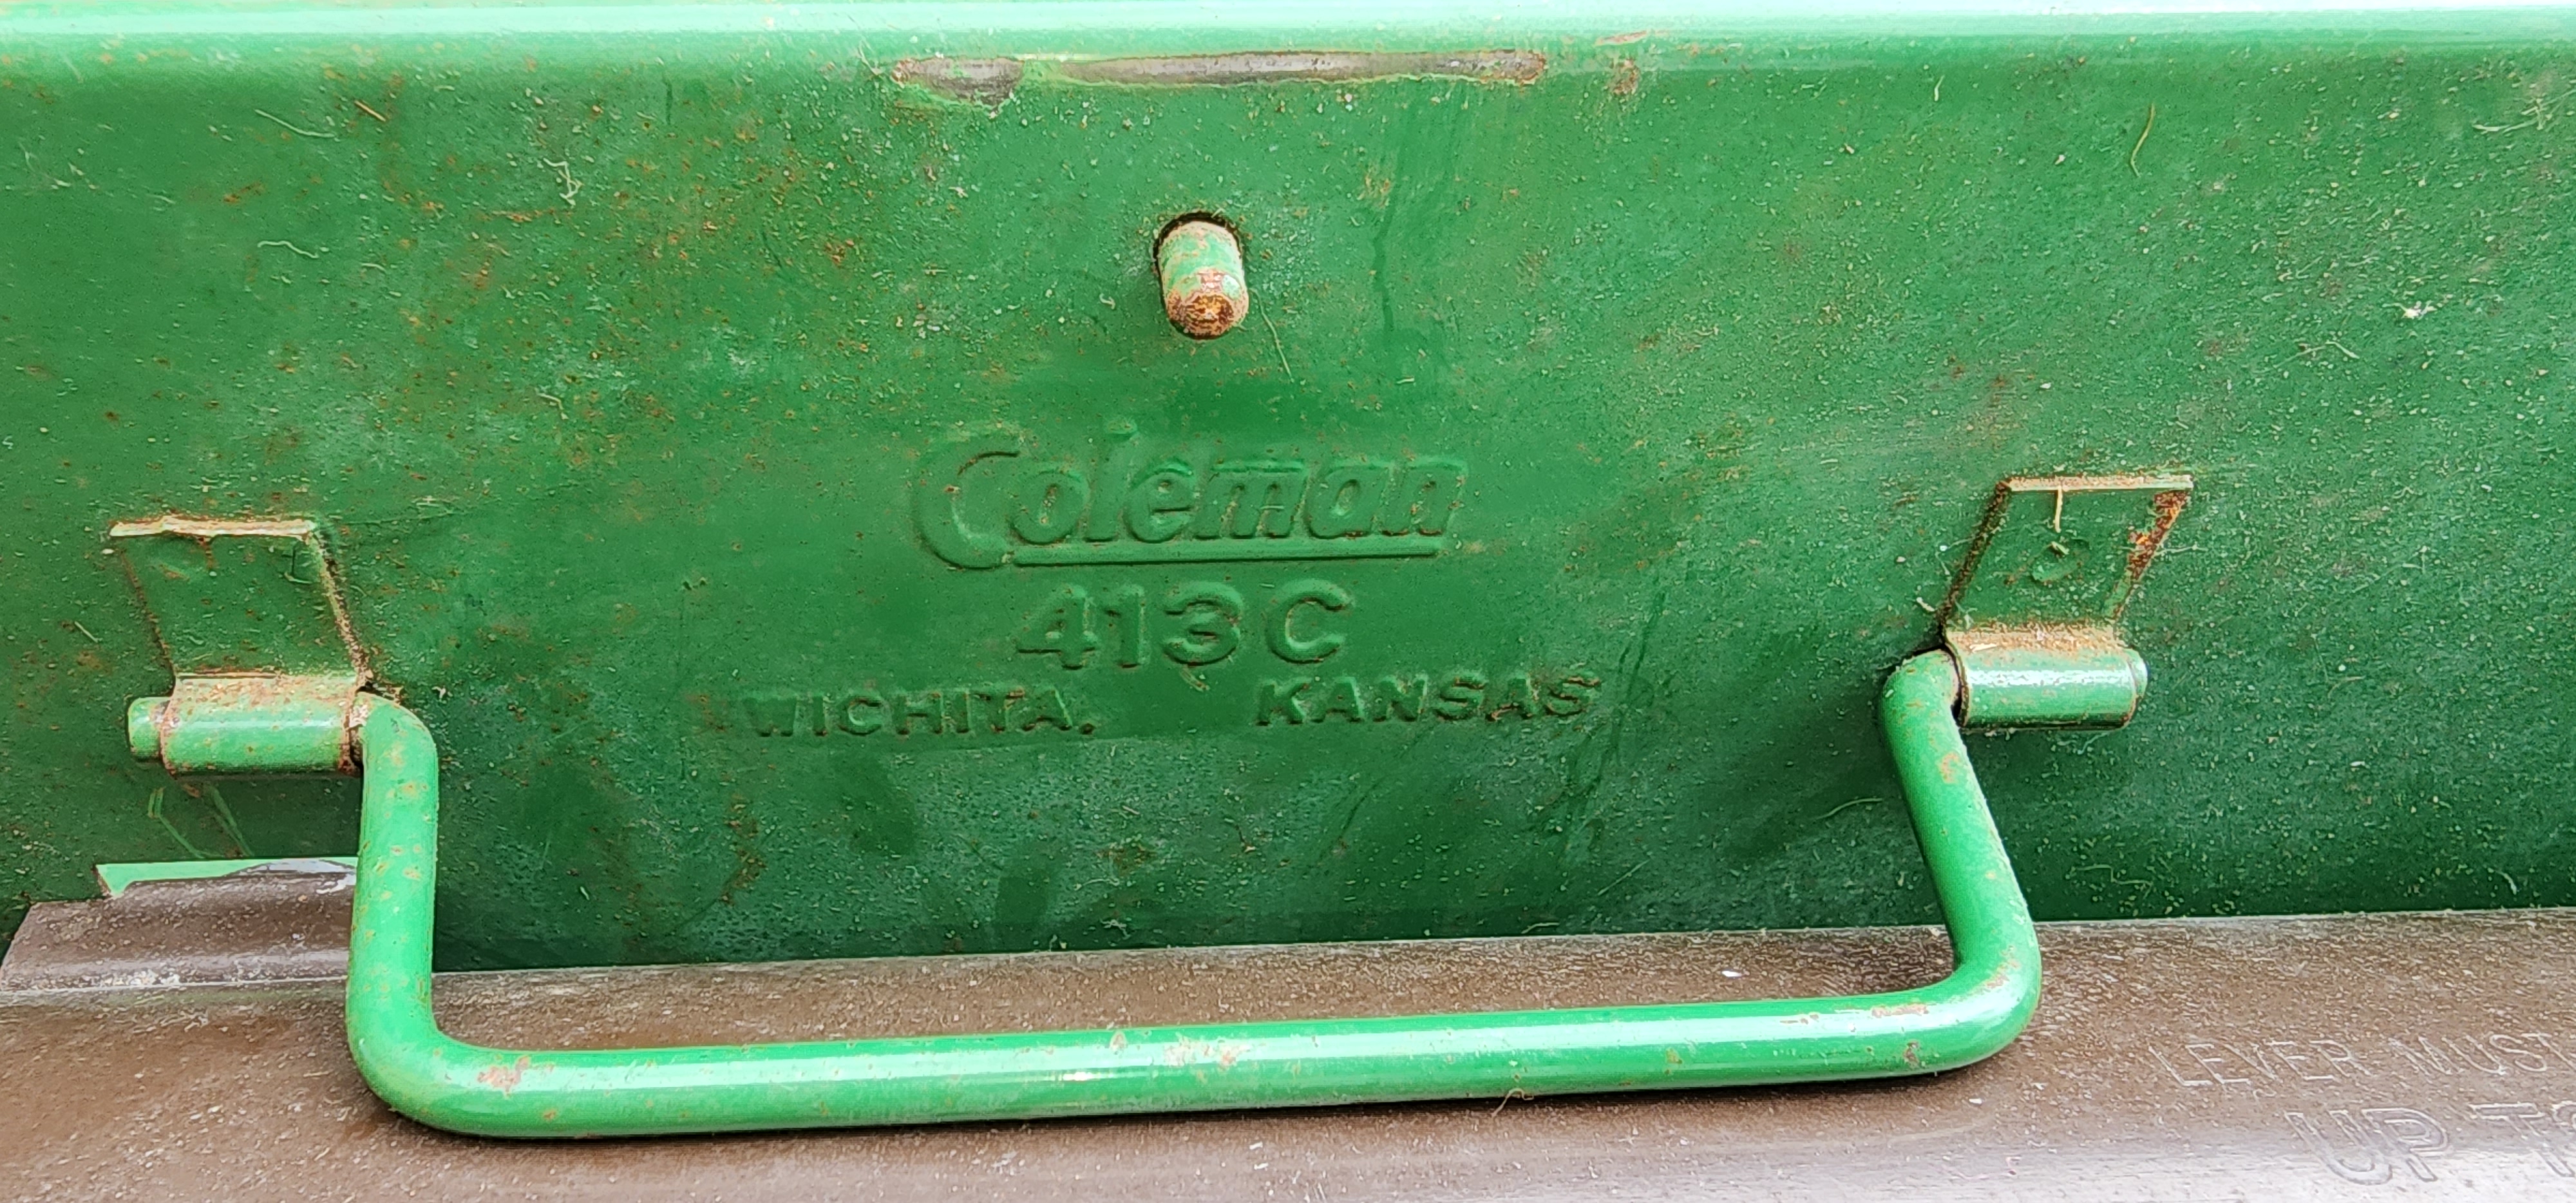 Coleman
413C
WICHITA, KANSAS
LEVER MUST
UP